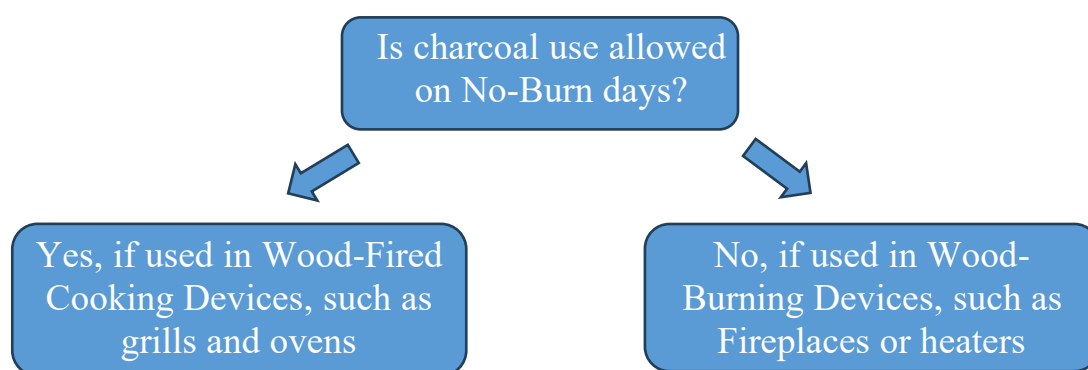 Is charcoal use allowed
on No-Burn days?
Yes, if used in Wood-Fired
Cooking Devices, such as
grills and ovens
No, if used in Wood-
Burning Devices, such as
Fireplaces or heaters